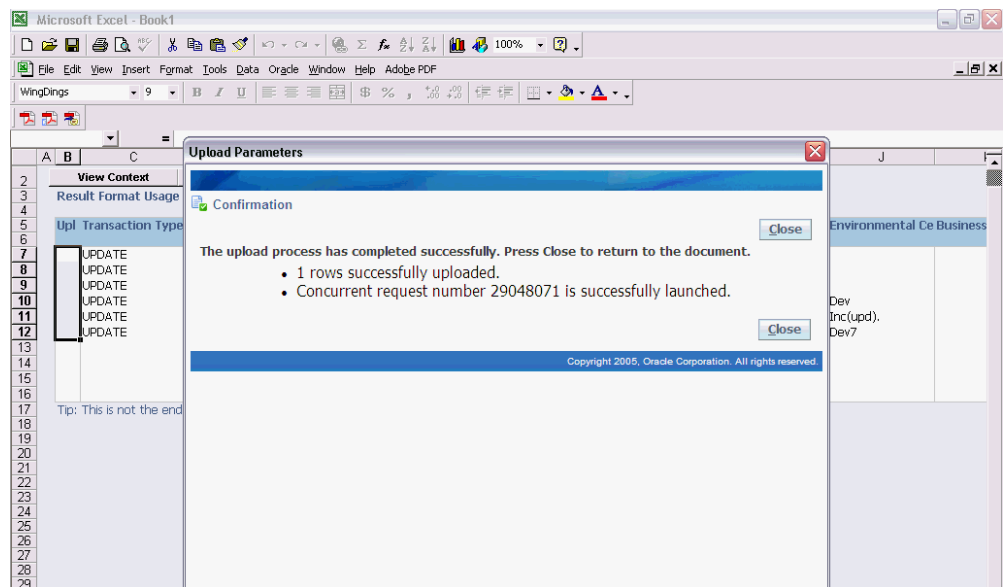 Microsoft Excel - Book1
ABC 100%
File Edit View Insert Format Tools Data Oracle Window Help Adobe PDF
WingDings 9 B I U $ % , .00 A
=
A B C J
Upload Parameters
2 View Context
3 Result Format Usage
Confirmation
4
Close
5 Upl Transaction Type Environmental Ce Business
6
The upload process has completed successfully. Press Close to return to the document.
7 UPDATE
• 1 rows successfully uploaded.
8 UPDATE
9 UPDATE
• Concurrent request number 29048071 is successfully launched.
10 UPDATE Dev
11 UPDATE Inc(upd).
12 UPDATE Dev7
Close
13
14
Copyright 2005, Oracle Corporation. All rights reserved.
15
16
17 Tip: This is not the end
18
19
20
21
22
23
24
25
26
27
28
29